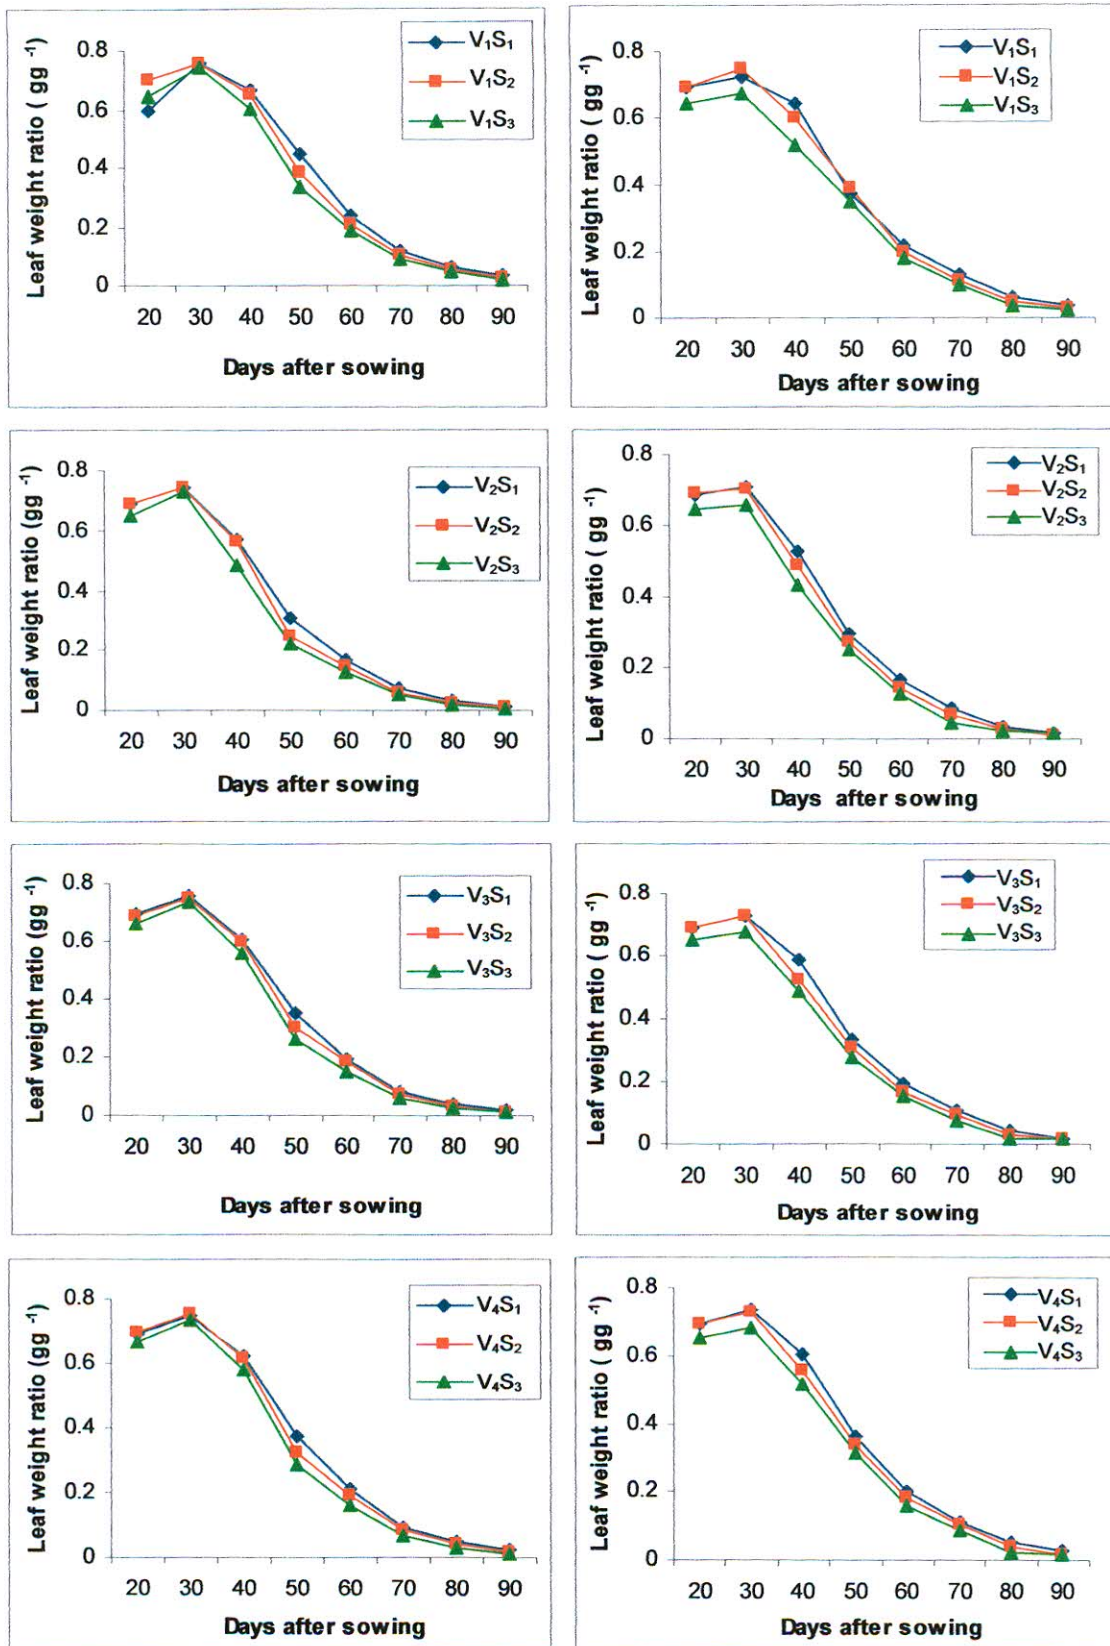 V₁S₁
V₁S₂
V₁S₃
Leaf weight ratio ( gg ⁻¹)
0.8
0.6
0.4
0.2
0
20 30 40 50 60 70 80 90
Days after sowing
V₁S₁
V₁S₂
V₁S₃
Leaf weight ratio ( gg ⁻¹)
0.8
0.6
0.4
0.2
0
20 30 40 50 60 70 80 90
Days after sowing
V₂S₁
V₂S₂
V₂S₃
Leaf weight ratio (gg ⁻¹)
0.8
0.6
0.4
0.2
0
20 30 40 50 60 70 80 90
Days after sowing
V₂S₁
V₂S₂
V₂S₃
Leaf weight ratio ( gg ⁻¹)
0.8
0.6
0.4
0.2
0
20 30 40 50 60 70 80 90
Days after sowing
V₃S₁
V₃S₂
V₃S₃
Leaf weight ratio (gg ⁻¹)
0.8
0.6
0.4
0.2
0
20 30 40 50 60 70 80 90
Days after sowing
V₃S₁
V₃S₂
V₃S₃
Leaf weight ratio ( gg ⁻¹)
0.8
0.6
0.4
0.2
0
20 30 40 50 60 70 80 90
Days after sowing
V₄S₁
V₄S₂
V₄S₃
Leaf weight ratio (gg ⁻¹)
0.8
0.6
0.4
0.2
0
20 30 40 50 60 70 80 90
Days after sowing
V₄S₁
V₄S₂
V₄S₃
Leaf weight ratio ( gg ⁻¹)
0.8
0.6
0.4
0.2
0
20 30 40 50 60 70 80 90
Days after sowing